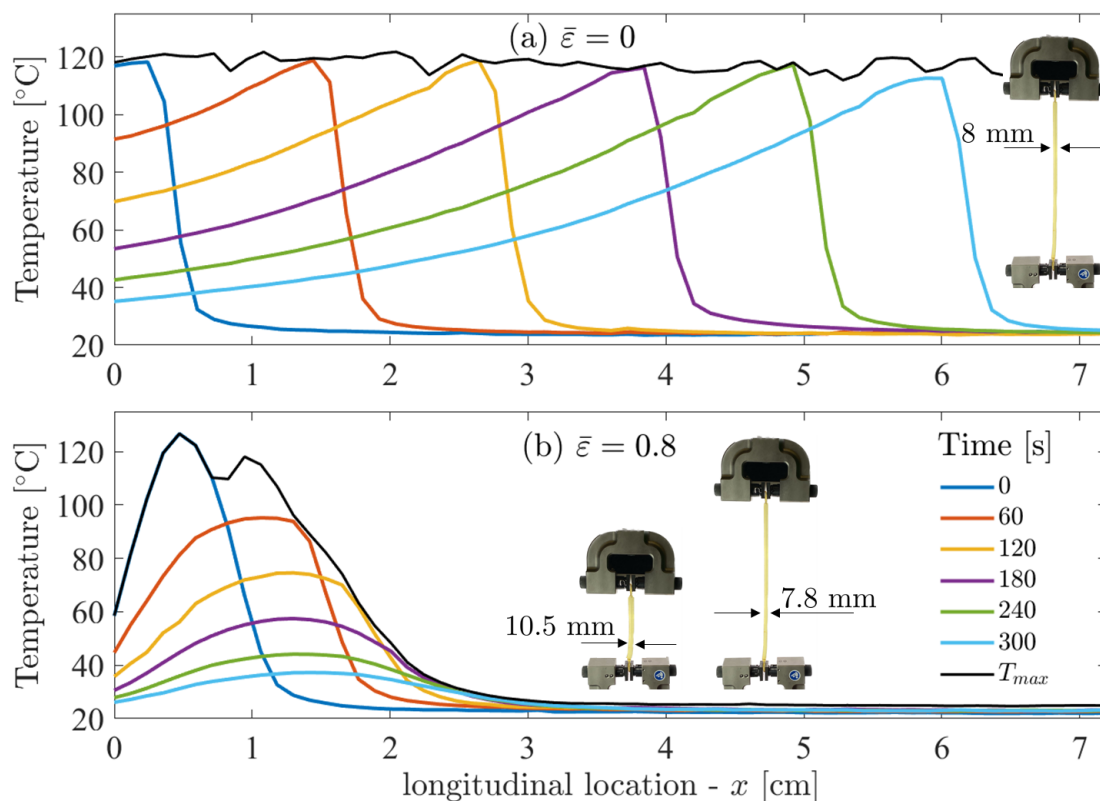 (a) ε̄ = 0
Temperature [°C]
120
100
80
60
40
20
8 mm
0 1 2 3 4 5 6 7
(b) ε̄ = 0.8
Temperature [°C]
120
100
80
60
40
20
10.5 mm
7.8 mm
Time [s]
0
60
120
180
240
300
T_max
0 1 2 3 4 5 6 7
longitudinal location - x [cm]